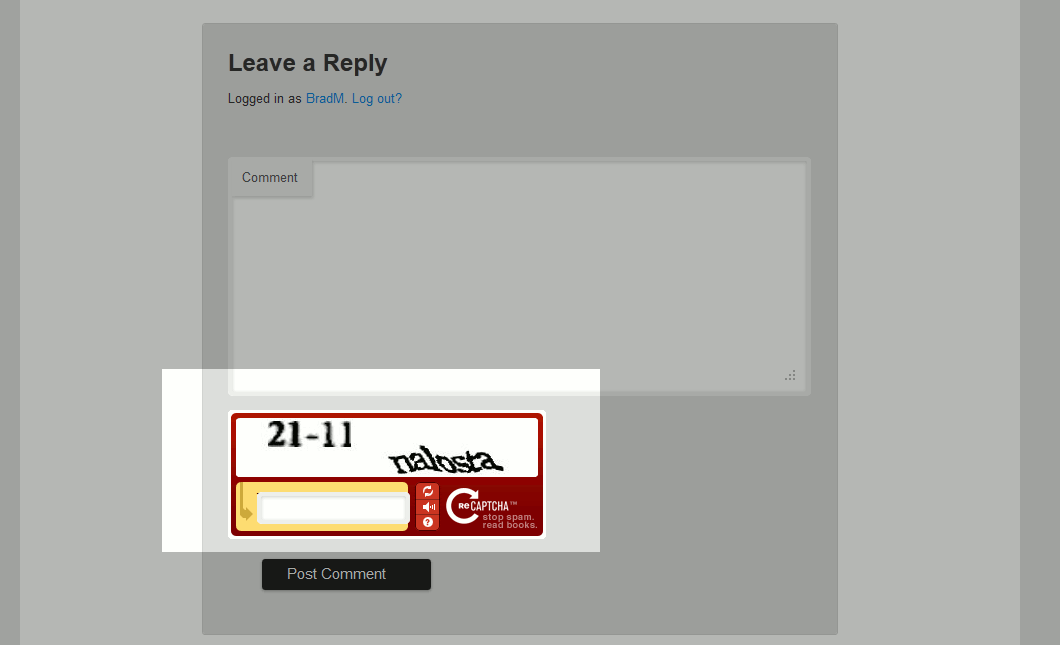 Leave a Reply
Logged in as BradM. Log out?
Comment
21-11
nalosta
reCAPTCHA™
stop spam.
read books.
Post Comment